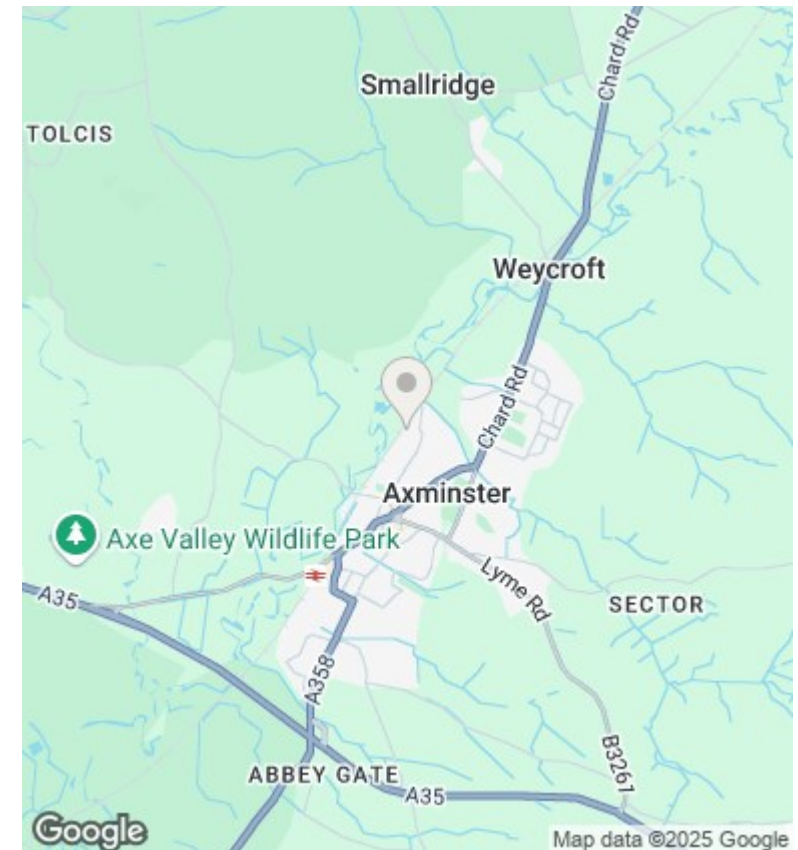 Chard Rd
Smallridge
TOLCIS
Weycroft
Chard Rd
Axminster
Axe Valley Wildlife Park
Lyme Rd
A35
SECTOR
A358
B3261
ABBEY GATE
A35
Google
Map data ©2025 Google